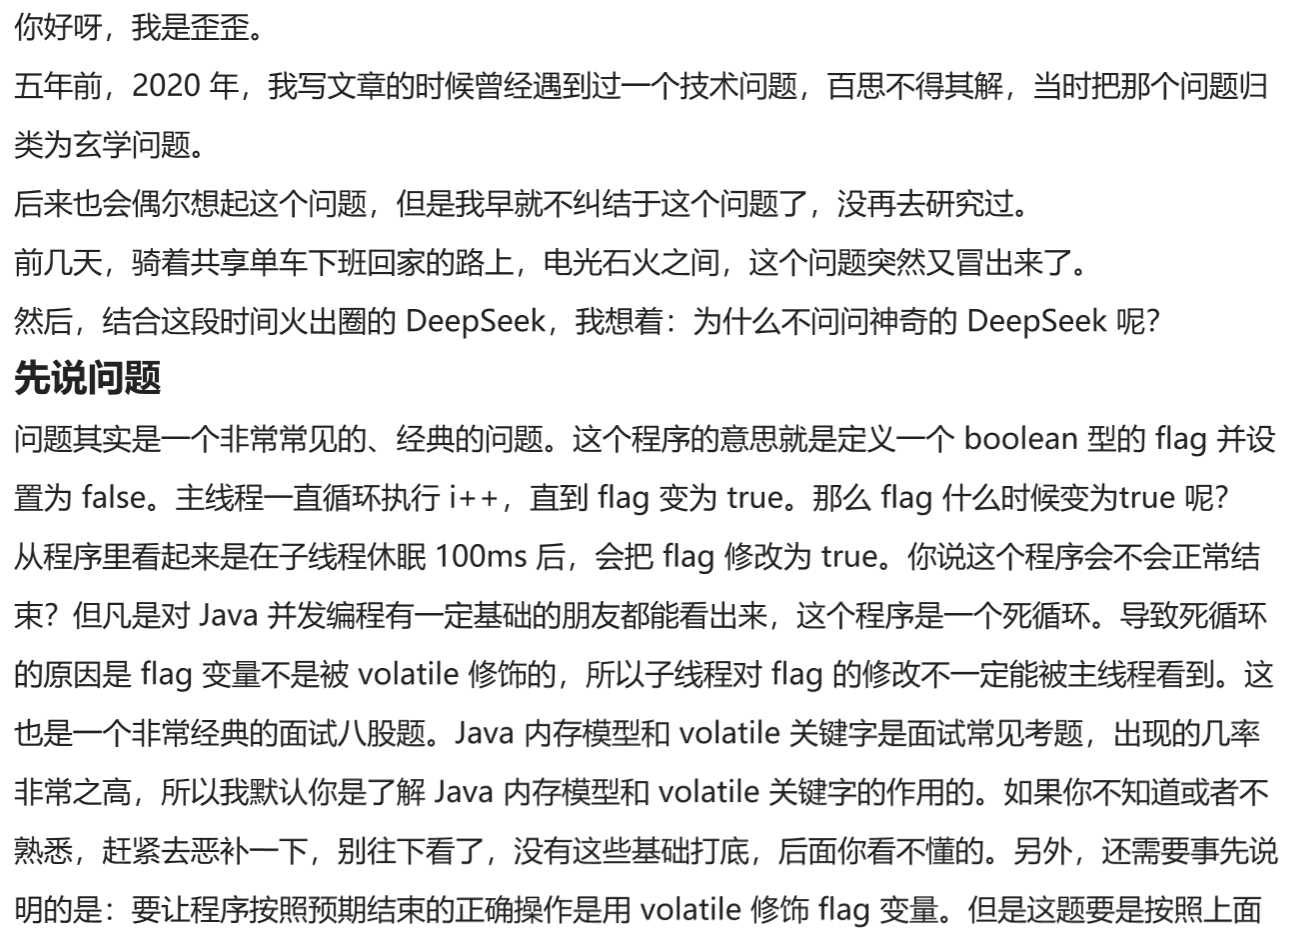 你好呀，我是歪歪。
五年前，2020 年，我写文章的时候曾经遇到过一个技术问题，百思不得其解，当时把那个问题归
类为玄学问题。
后来也会偶尔想起这个问题，但是我早就不纠结于这个问题了，没再去研究过。
前几天，骑着共享单车下班回家的路上，电光石火之间，这个问题突然又冒出来了。
然后，结合这段时间火出圈的 DeepSeek，我想着：为什么不问问神奇的 DeepSeek 呢？
先说问题
问题其实是一个非常常见的、经典的问题。这个程序的意思就是定义一个 boolean 型的 flag 并设
置为 false。主线程一直循环执行 i++，直到 flag 变为 true。那么 flag 什么时候变为true 呢？
从程序里看起来是在子线程休眠 100ms 后，会把 flag 修改为 true。你说这个程序会不会正常结
束？但凡是对 Java 并发编程有一定基础的朋友都能看出来，这个程序是一个死循环。导致死循环
的原因是 flag 变量不是被 volatile 修饰的，所以子线程对 flag 的修改不一定能被主线程看到。这
也是一个非常经典的面试八股题。Java 内存模型和 volatile 关键字是面试常见考题，出现的几率
非常之高，所以我默认你是了解 Java 内存模型和 volatile 关键字的作用的。如果你不知道或者不
熟悉，赶紧去恶补一下，别往下看了，没有这些基础打底，后面你看不懂的。另外，还需要事先说
明的是：要让程序按照预期结束的正确操作是用 volatile 修饰 flag 变量。但是这题要是按照上面